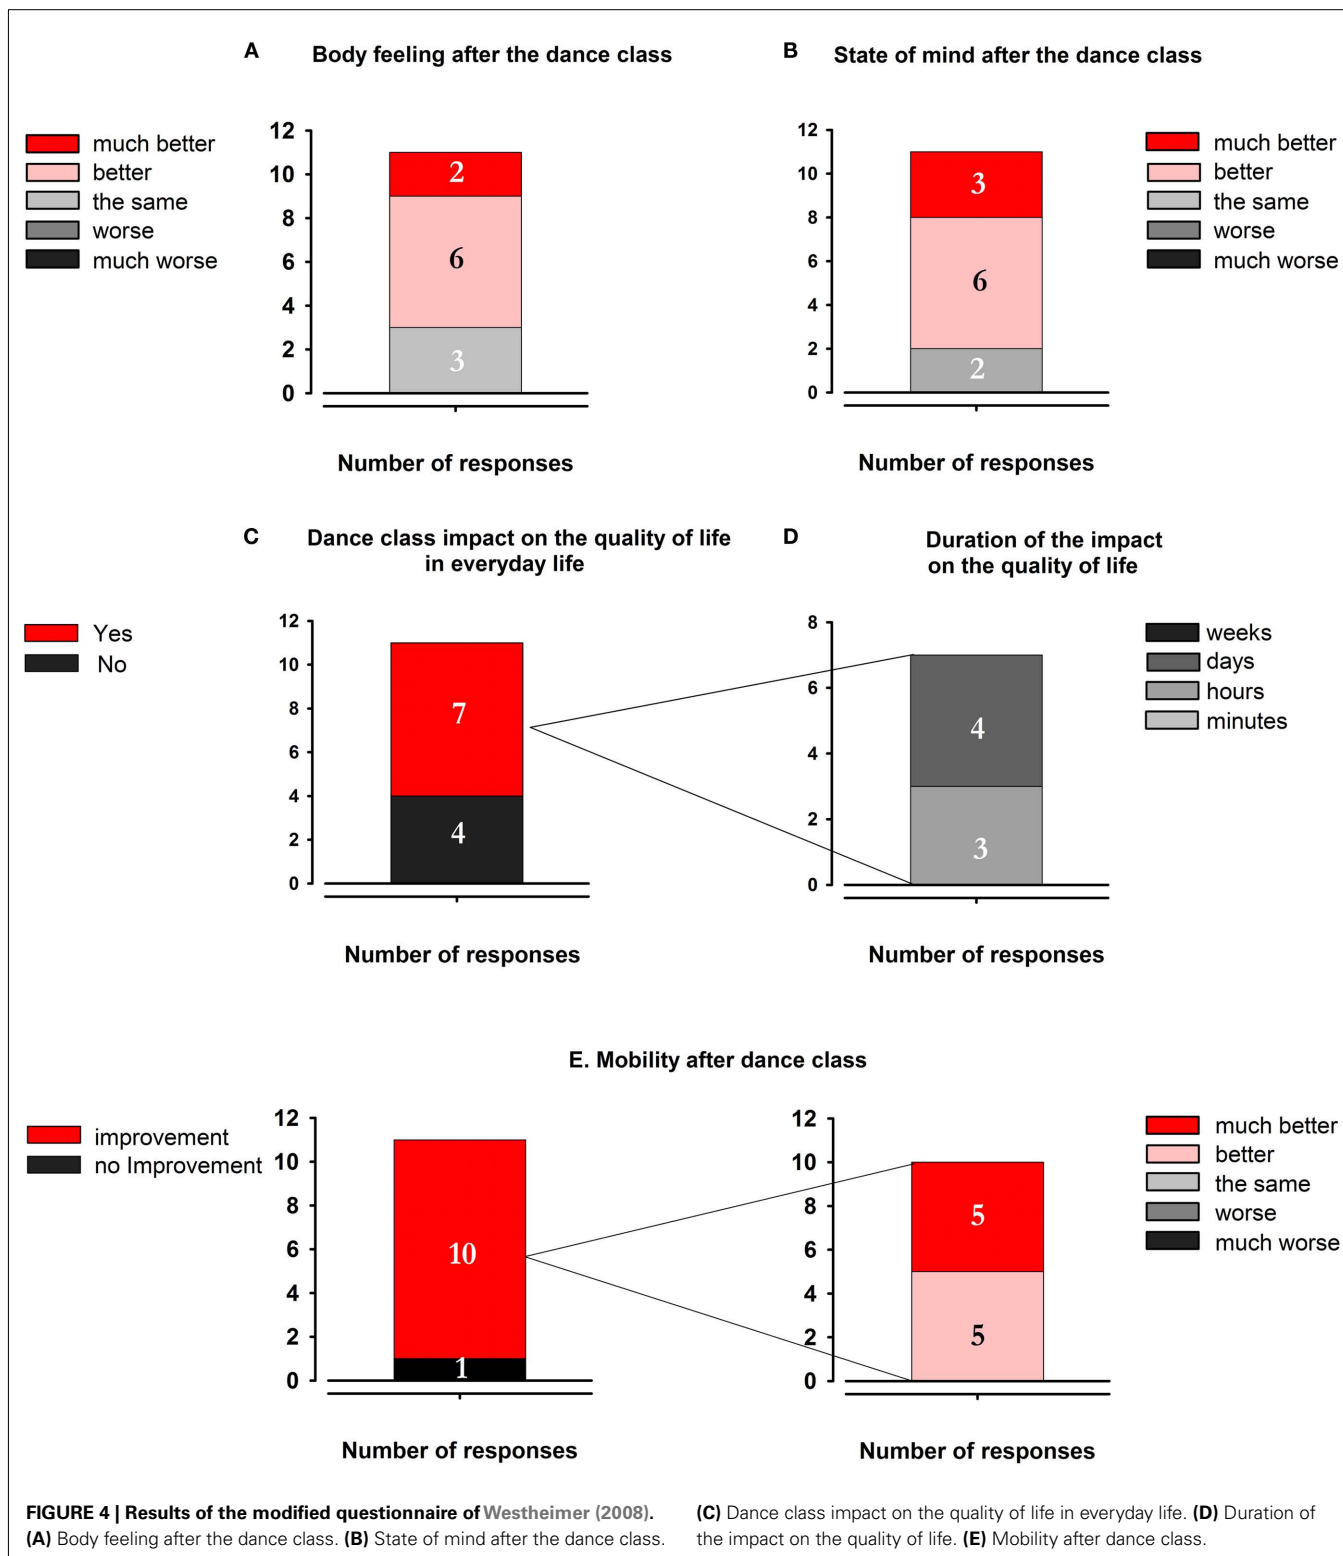 A Body feeling after the dance class
much better
better
the same
worse
much worse
12
10
8
6
4
2
0
2
6
3
Number of responses
B State of mind after the dance class
12
10
8
6
4
2
0
3
6
2
much better
better
the same
worse
much worse
Number of responses
C Dance class impact on the quality of life
in everyday life
Yes
No
12
10
8
6
4
2
0
7
4
Number of responses
D Duration of the impact
on the quality of life
8
6
4
2
0
4
3
weeks
days
hours
minutes
Number of responses
E. Mobility after dance class
improvement
no Improvement
12
10
8
6
4
2
0
10
1
Number of responses
12
10
8
6
4
2
0
5
5
much better
better
the same
worse
much worse
Number of responses
FIGURE 4 | Results of the modified questionnaire of Westheimer (2008).
(A) Body feeling after the dance class. (B) State of mind after the dance class.
(C) Dance class impact on the quality of life in everyday life. (D) Duration of
the impact on the quality of life. (E) Mobility after dance class.